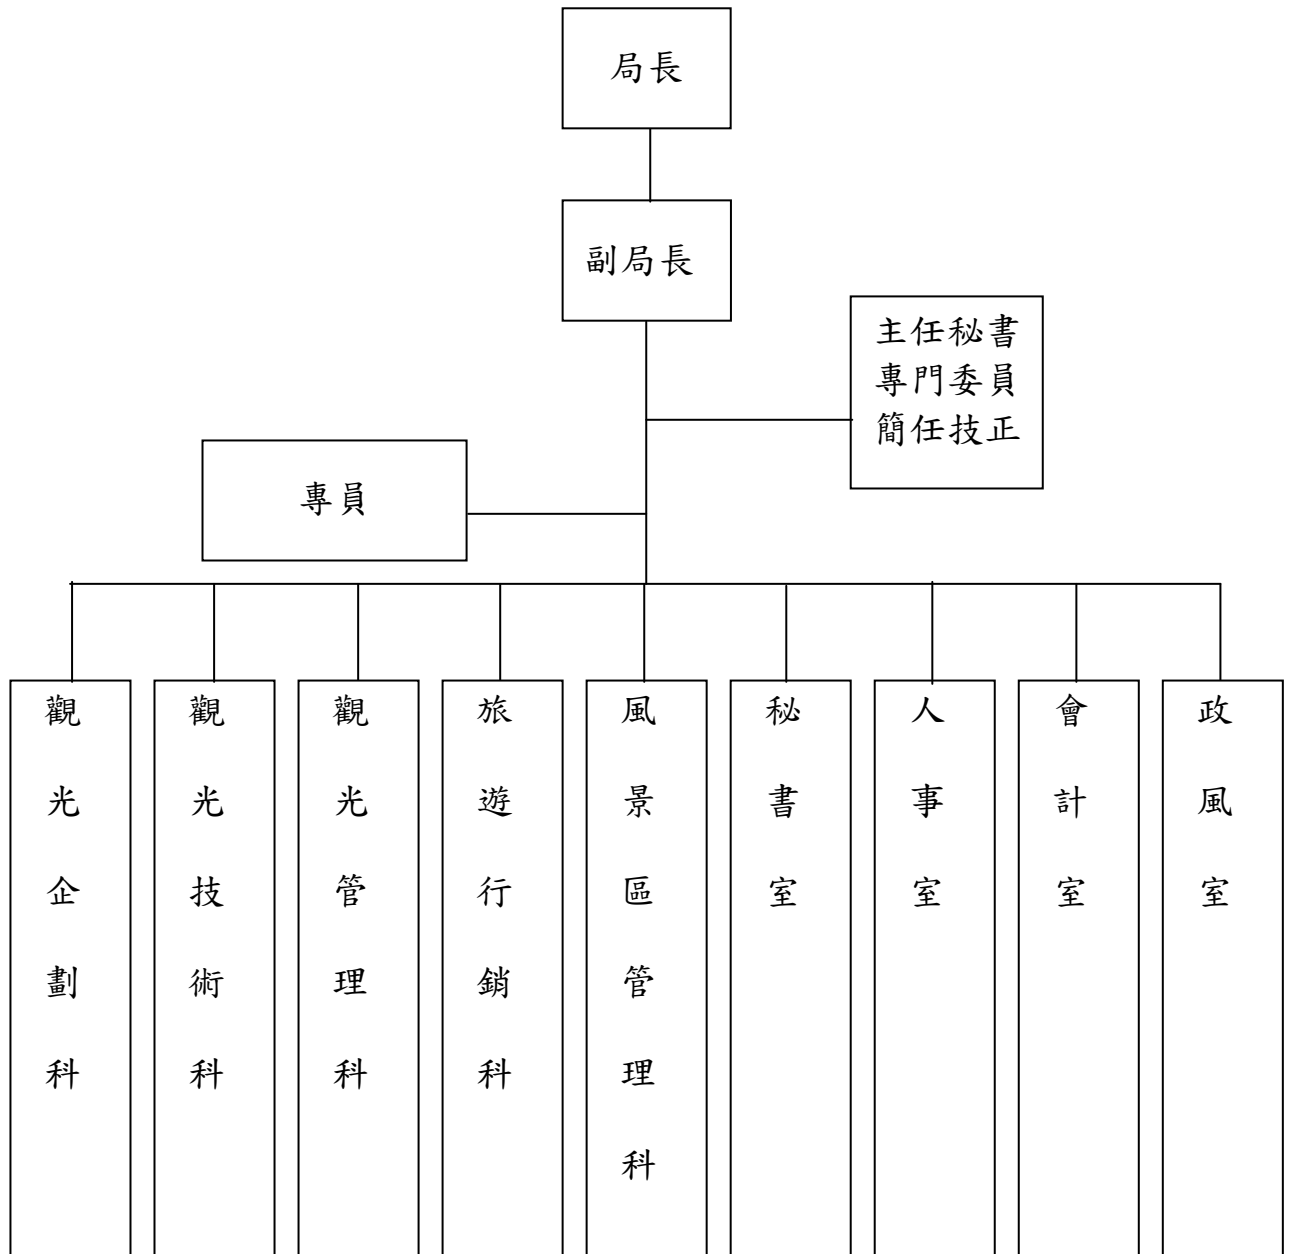 局長
副局長
主任秘書
專門委員
簡任技正
專員
觀光企劃科
觀光技術科
觀光管理科
旅遊行銷科
風景區管理科
秘書室
人事室
會計室
政風室